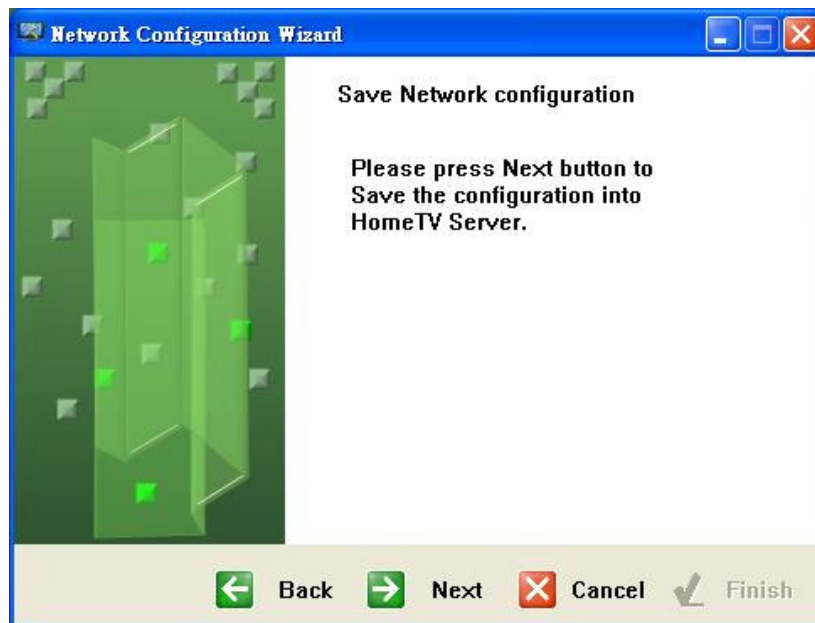 Network Configuration Wizard
Save Network configuration
Please press Next button to
Save the configuration into
HomeTV Server.
Back Next Cancel Finish